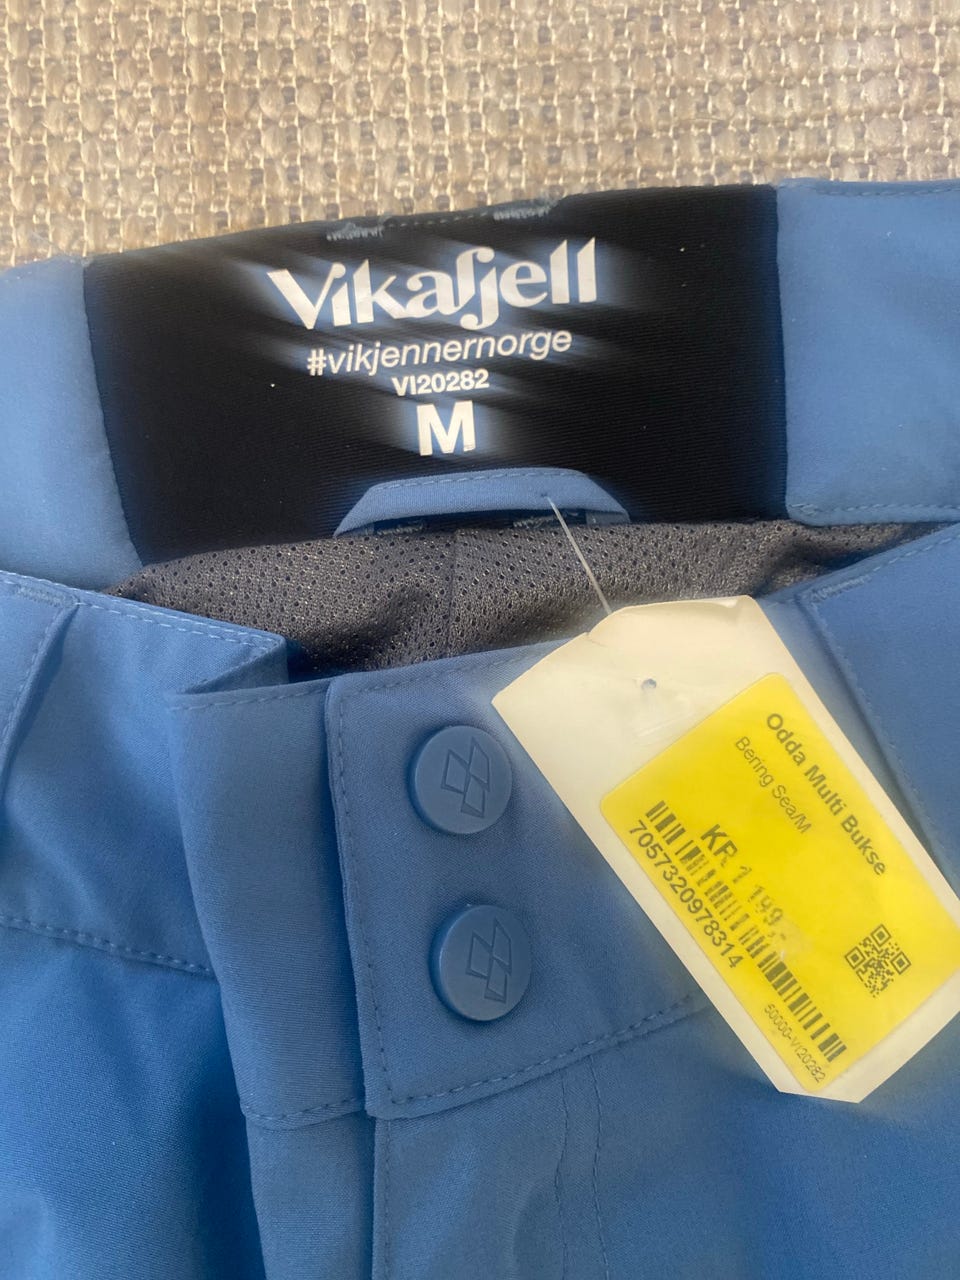 Vikafjell
#vikjennernorge
VI20282
M
Odda Multi Bukse
Bering Sea/M
KR 1 199,-
7057320978314
50000-VI20282